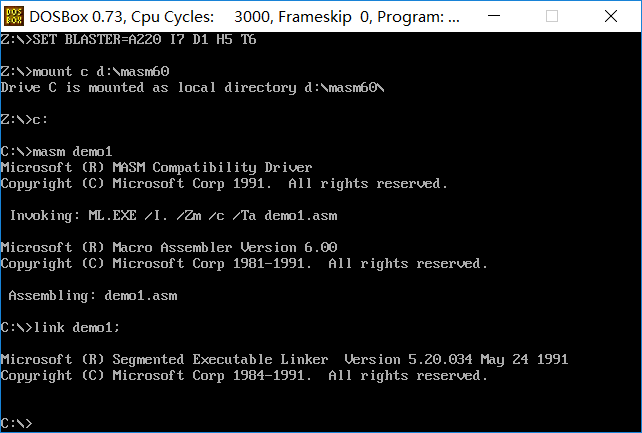 DOS
BOX
DOSBox 0.73, Cpu Cycles: 3000, Frameskip 0, Program: ...
Z:\>SET BLASTER=A220 I7 D1 H5 T6
Z:\>mount c d:\masm60
Drive C is mounted as local directory d:\masm60\
Z:\>c:
C:\>masm demo1
Microsoft (R) MASM Compatibility Driver
Copyright (C) Microsoft Corp 1991.  All rights reserved.
Invoking: ML.EXE /I. /Zm /c /Ta demo1.asm
Microsoft (R) Macro Assembler Version 6.00
Copyright (C) Microsoft Corp 1981-1991.  All rights reserved.
Assembling: demo1.asm
C:\>link demo1;
Microsoft (R) Segmented Executable Linker  Version 5.20.034 May 24 1991
Copyright (C) Microsoft Corp 1984-1991.  All rights reserved.
C:\>